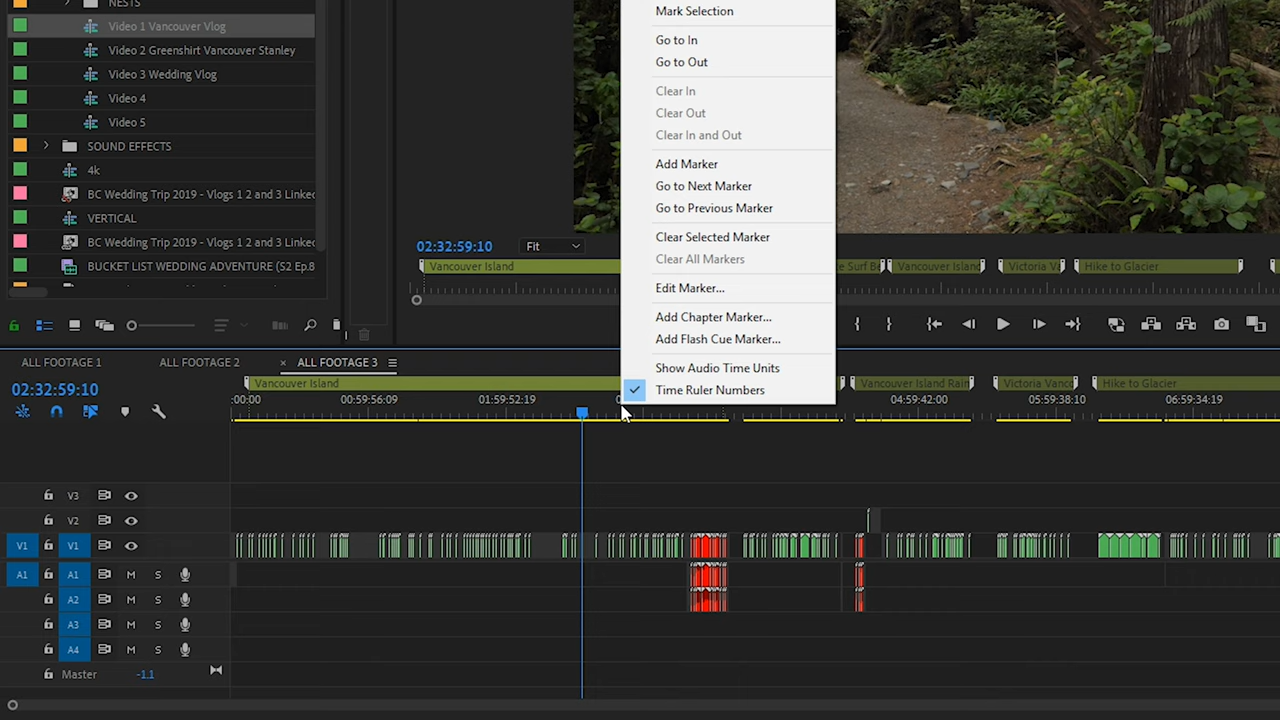 NESTS
Video 1 Vancouver Vlog
Video 2 Greenshirt Vancouver Stanley
Video 3 Wedding Vlog
Video 4
Video 5
SOUND EFFECTS
4k
BC Wedding Trip 2019 - Vlogs 1 2 and 3 Linked
VERTICAL
BC Wedding Trip 2019 - Vlogs 1 2 and 3 Linked
BUCKET LIST WEDDING ADVENTURE (S2 Ep.8
Mark Selection
Go to In
Go to Out
Clear In
Clear Out
Clear In and Out
Add Marker
Go to Next Marker
Go to Previous Marker
Clear Selected Marker
Clear All Markers
Edit Marker...
Add Chapter Marker...
Add Flash Cue Marker...
Show Audio Time Units
Time Ruler Numbers
02:32:59:10 Fit
Vancouver Island Surf Be Vancouver Island Victoria Va Hike to Glacier
ALL FOOTAGE 1 ALL FOOTAGE 2 × ALL FOOTAGE 3
02:32:59:10
Vancouver Island Vancouver Island Rain Victoria Vanco Hike to Glacier
:00:00 00:59:56:09 01:59:52:19 04:59:42:00 05:59:38:10 06:59:34:19
V3
V2
V1 V1
A1 A1 M S
A2 M S
A3 M S
A4 M S
Master -1.1